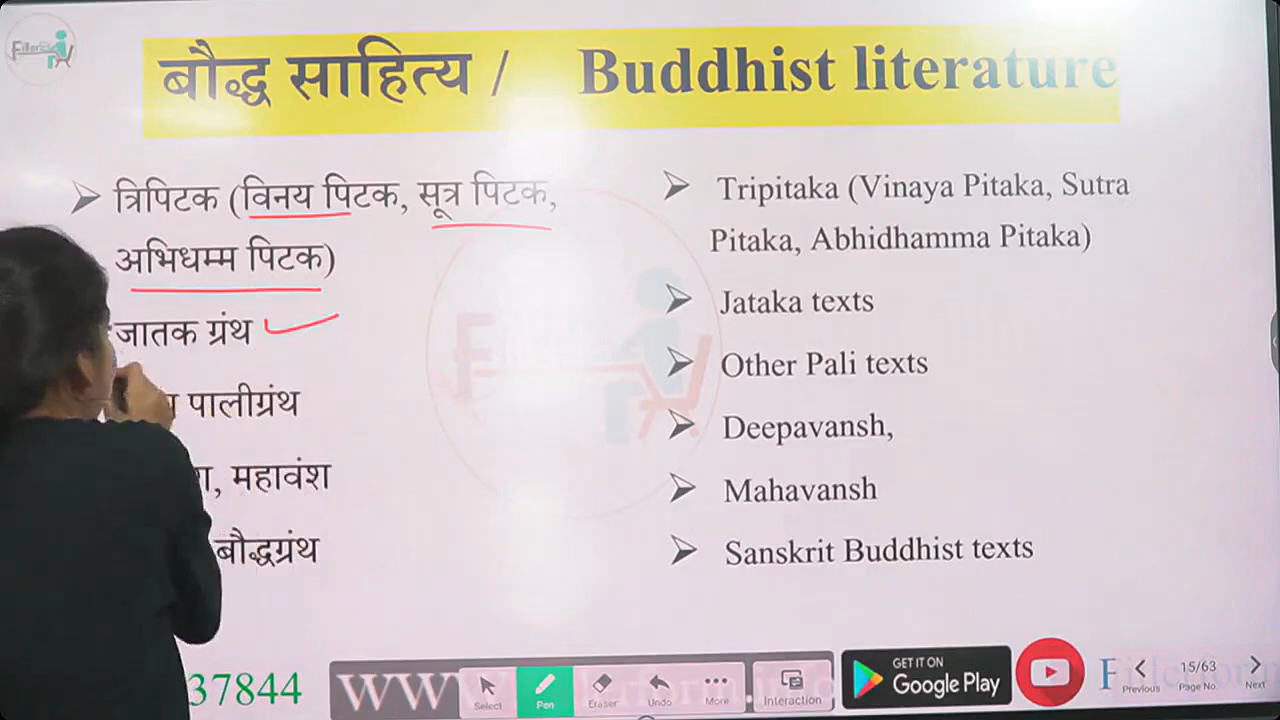 Fillerform
बौद्ध साहित्य / Buddhist literature
त्रिपिटक (विनय पिटक, सूत्र पिटक,
अभिधम्म पिटक)
जातक ग्रंथ
पालीग्रंथ
महावंश
बौद्धग्रंथ
Tripitaka (Vinaya Pitaka, Sutra
Pitaka, Abhidhamma Pitaka)
Jataka texts
Other Pali texts
Deepavansh,
Mahavansh
Sanskrit Buddhist texts
37844
Select
Pen
Eraser
Undo
More
Interaction
GET IT ON
Google Play
Previous
15/63
Page No.
Next